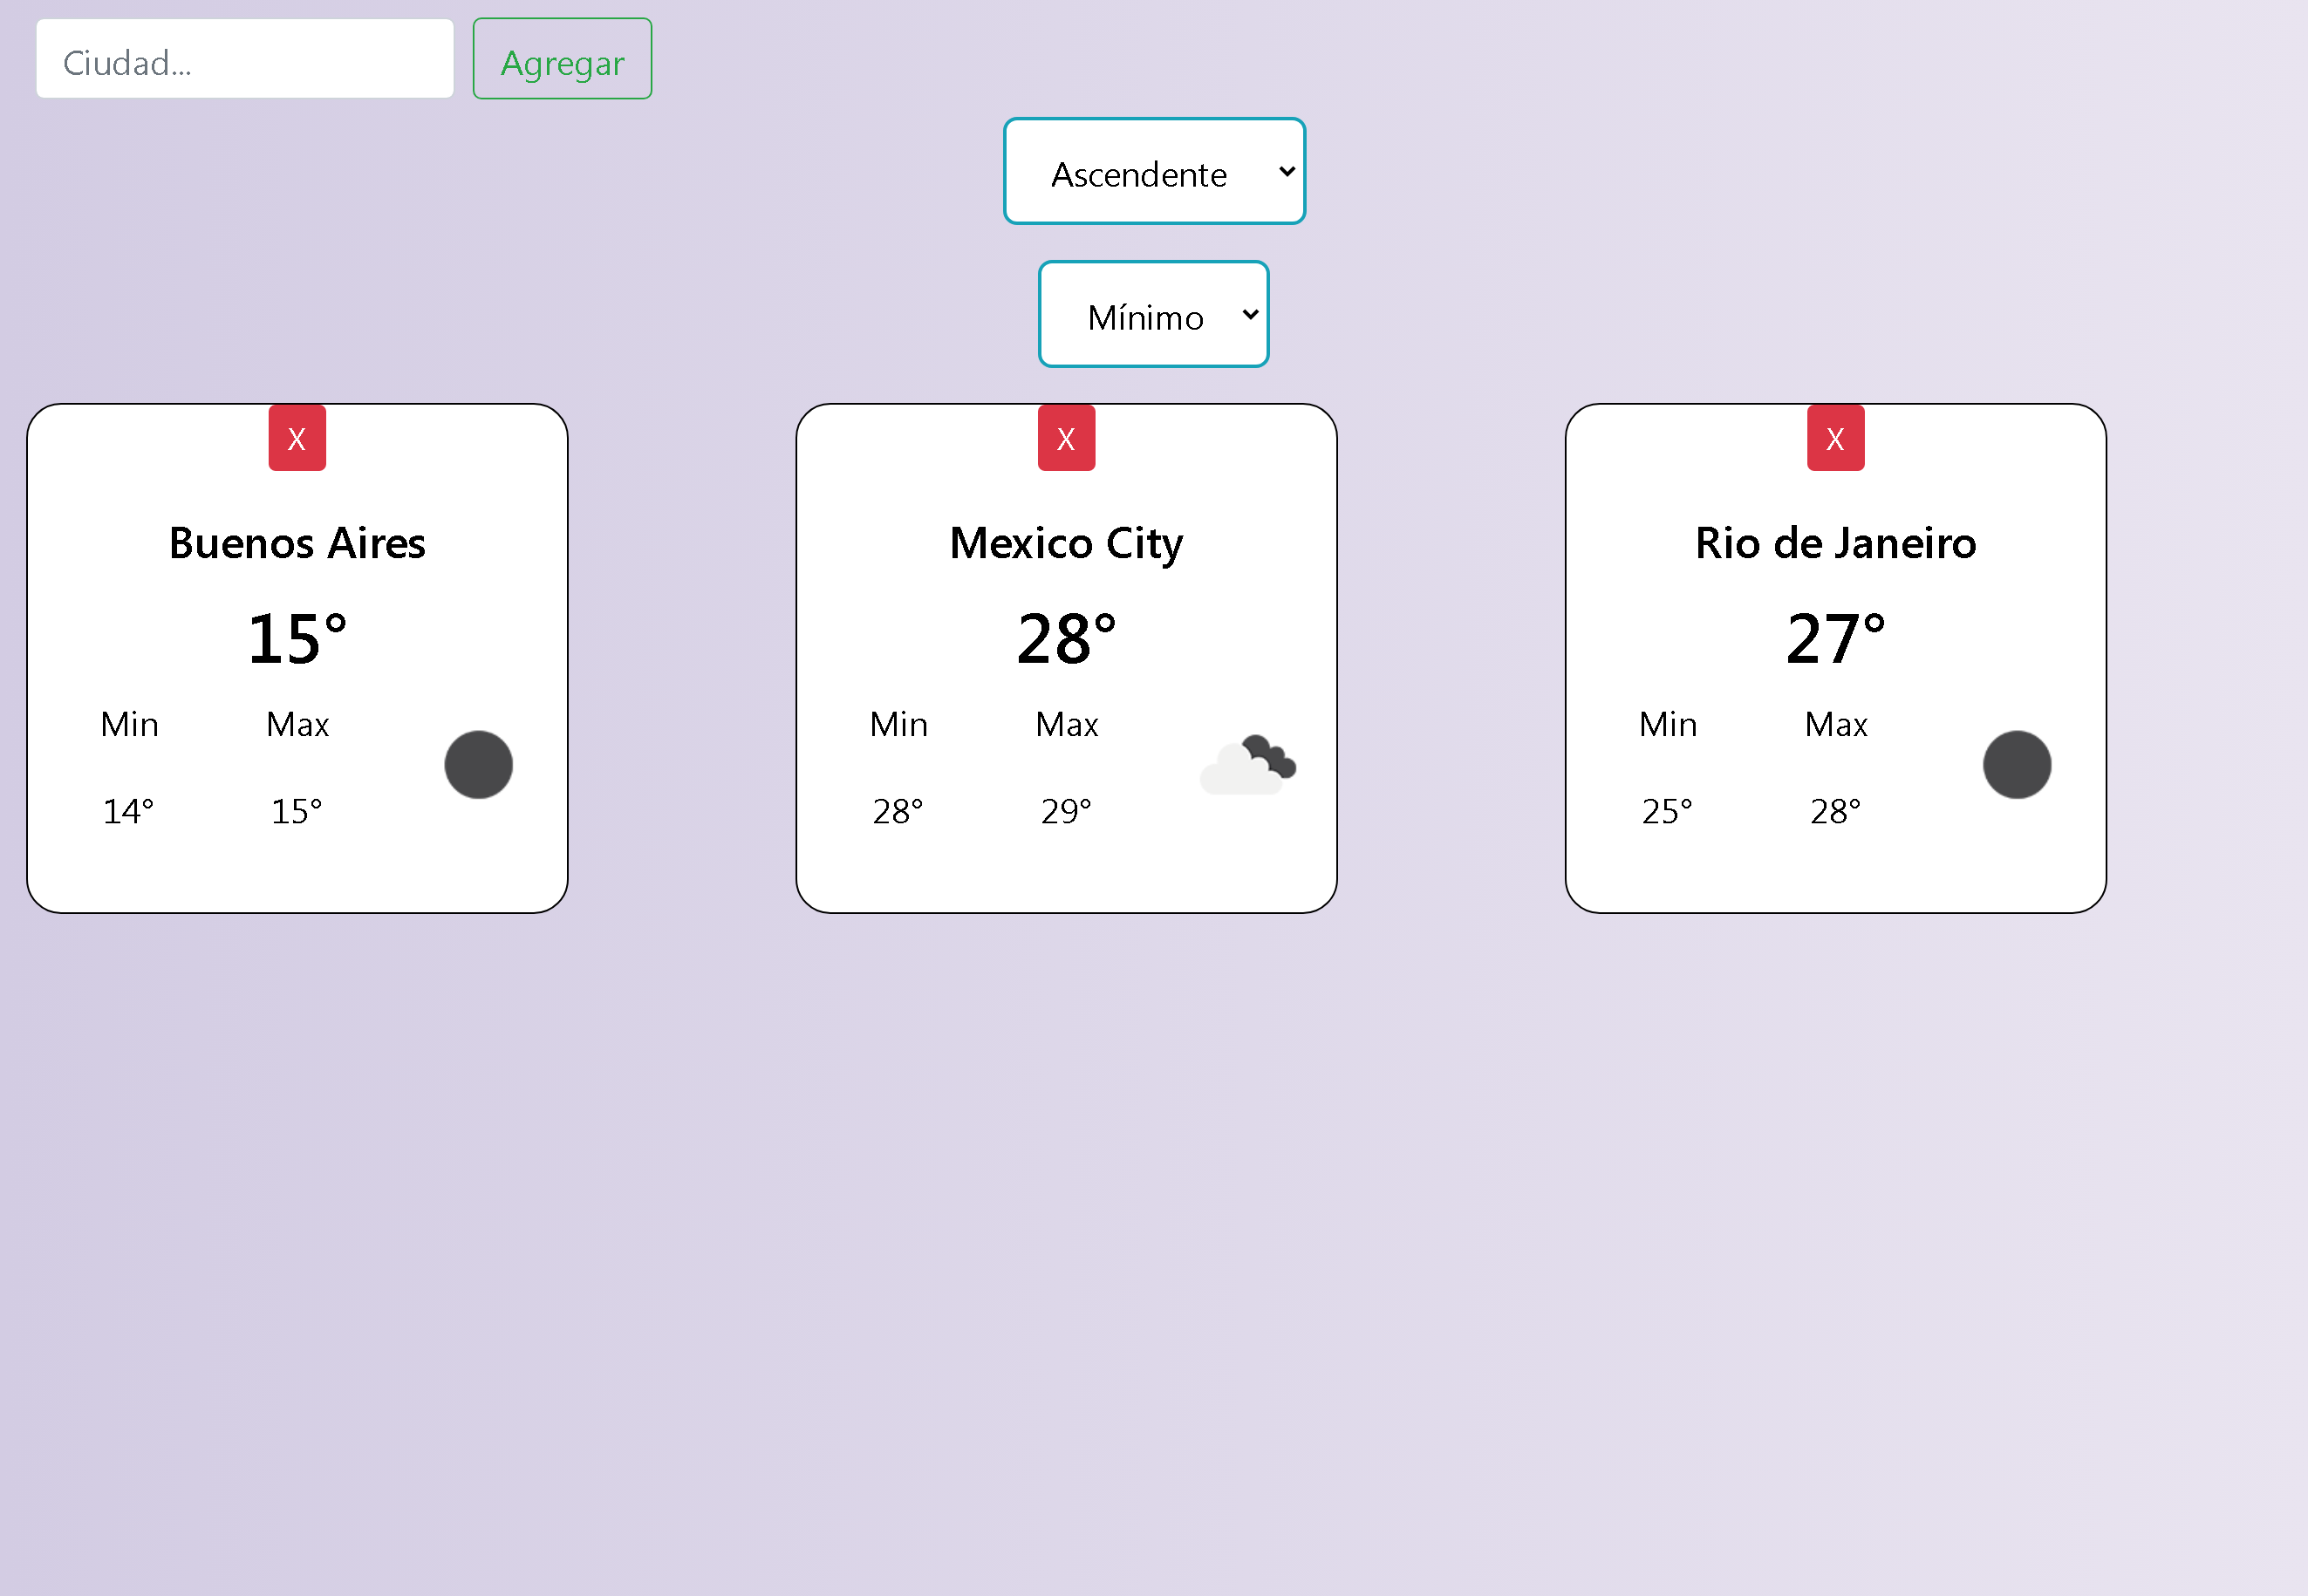 Ciudad...
Agregar
Ascendente
Mínimo
X
Buenos Aires
15°
Min Max
14° 15°
X
Mexico City
28°
Min Max
28° 29°
X
Rio de Janeiro
27°
Min Max
25° 28°